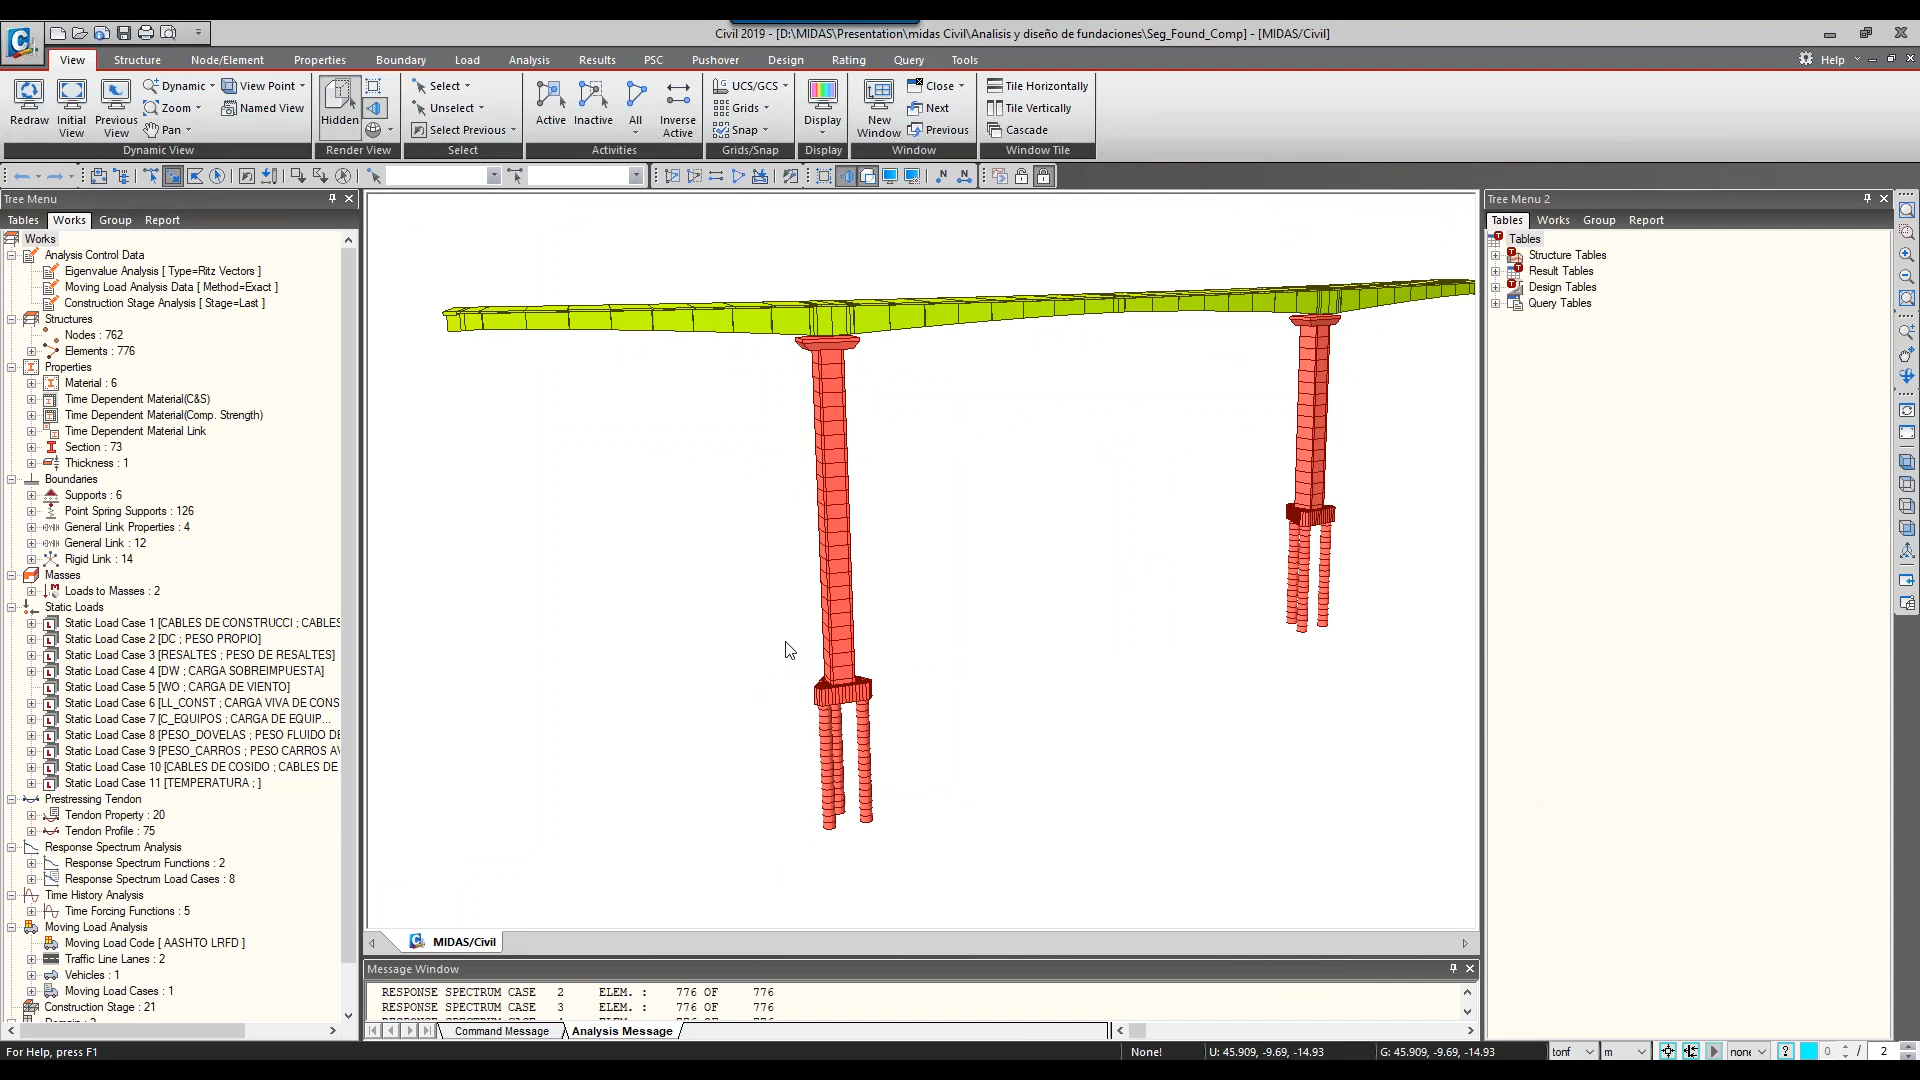 Civil 2019 - [D:\MIDAS\Presentation\midas Civil\Analisis y diseño de fundaciones\Seg_Found_Comp] - [MIDAS/Civil]
View Structure Node/Element Properties Boundary Load Analysis Results PSC Pushover Design Rating Query Tools Help
Redraw
Initial View
Previous View
Dynamic
Zoom
Pan
View Point
Named View
Dynamic View
Hidden
Render View
Select
Unselect
Select Previous
Select
Active
Inactive
All
Inverse Active
Activities
UCS/GCS
Grids
Snap
Grids/Snap
Display
Display
New Window
Close
Next
Previous
Window
Tile Horizontally
Tile Vertically
Cascade
Window Tile
Tree Menu
Tables Works Group Report
Works
Analysis Control Data
Eigenvalue Analysis [ Type=Ritz Vectors ]
Moving Load Analysis Data [ Method=Exact ]
Construction Stage Analysis [ Stage=Last ]
Structures
Nodes : 762
Elements : 776
Properties
Material : 6
Time Dependent Material(C&S)
Time Dependent Material(Comp. Strength)
Time Dependent Material Link
Section : 73
Thickness : 1
Boundaries
Supports : 6
Point Spring Supports : 126
General Link Properties : 4
General Link : 12
Rigid Link : 14
Masses
Loads to Masses : 2
Static Loads
Static Load Case 1 [CABLES DE CONSTRUCCI ; CABLES
Static Load Case 2 [DC ; PESO PROPIO]
Static Load Case 3 [RESALTES ; PESO DE RESALTES]
Static Load Case 4 [DW ; CARGA SOBREIMPUESTA]
Static Load Case 5 [WO ; CARGA DE VIENTO]
Static Load Case 6 [LL_CONST ; CARGA VIVA DE CONS
Static Load Case 7 [C_EQUIPOS ; CARGA DE EQUIP...
Static Load Case 8 [PESO_DOVELAS ; PESO FLUIDO DE
Static Load Case 9 [PESO_CARROS ; PESO CARROS AV
Static Load Case 10 [CABLES DE COSIDO ; CABLES DE
Static Load Case 11 [TEMPERATURA ; ]
Prestressing Tendon
Tendon Property : 20
Tendon Profile : 75
Response Spectrum Analysis
Response Spectrum Functions : 2
Response Spectrum Load Cases : 8
Time History Analysis
Time Forcing Functions : 5
Moving Load Analysis
Moving Load Code [ AASHTO LRFD ]
Traffic Line Lanes : 2
Vehicles : 1
Moving Load Cases : 1
Construction Stage : 21
MIDAS/Civil
Message Window
RESPONSE SPECTRUM CASE 2 ELEM. : 776 OF 776
RESPONSE SPECTRUM CASE 3 ELEM. : 776 OF 776
Command Message Analysis Message
Tree Menu 2
Tables Works Group Report
Tables
Structure Tables
Result Tables
Design Tables
Query Tables
For Help, press F1
None! U: 45.909, -9.69, -14.93 G: 45.909, -9.69, -14.93 tonf m none ? 0 / 2